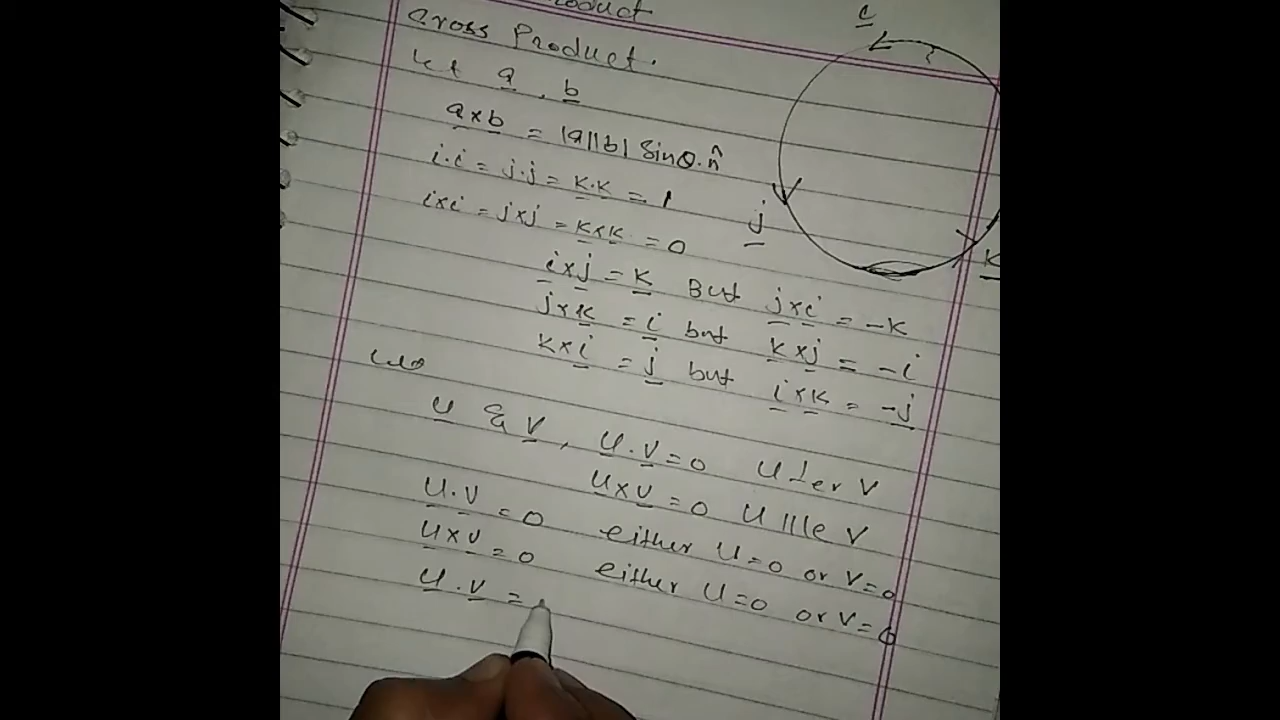 Product
Cross Product.
Let a, b
a×b = |a||b| Sinθ.n̂
i.i = j.j = k.k = 1
i×i = j×j = k×k = 0
i×j = k But j×i = -k
j×k = i but k×j = -i
k×i = j but i×k = -j
u & v, u.v=0 u ⊥er v
u×v = 0 u |||e v
u.v = 0 either u=0 or v=0
u×v = 0 either u=0 or v=0
u.v =
i
j
k